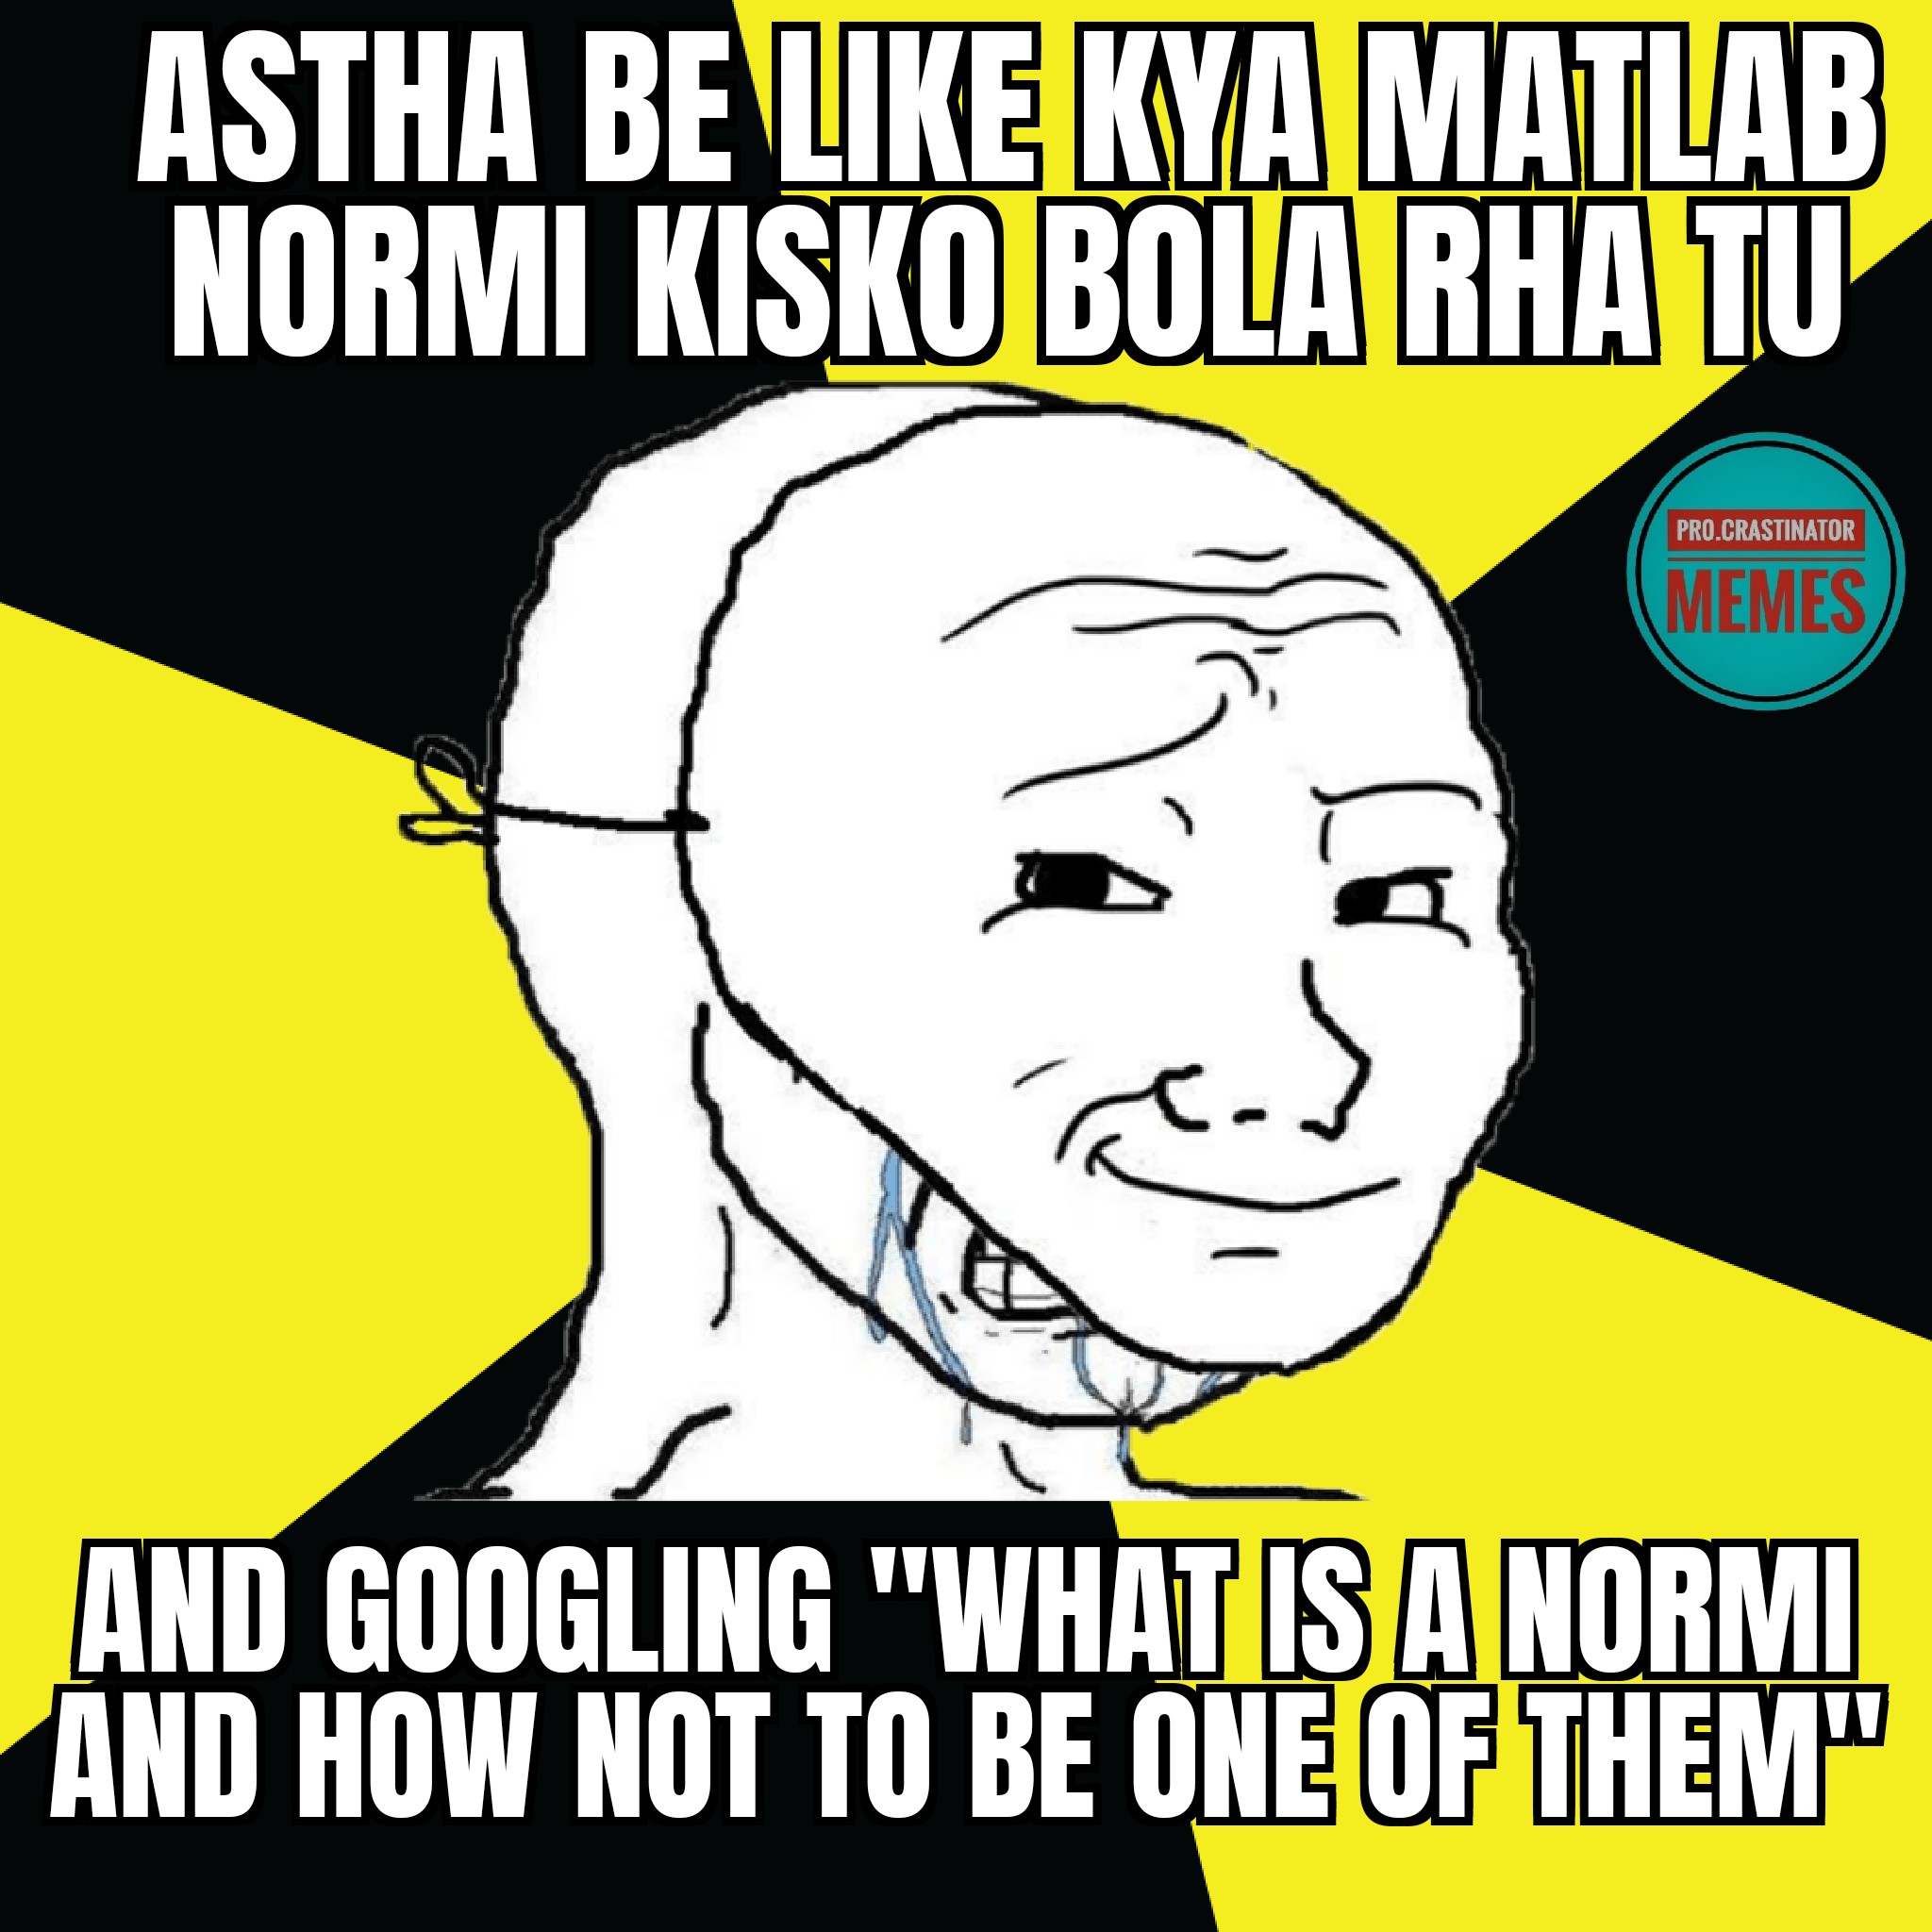 ASTHA BE LIKE KYA MATLAB
NORMI KISKO BOLA RHA TU
PRO.CRASTINATOR
MEMES
AND GOOGLING "WHAT IS A NORMI
AND HOW NOT TO BE ONE OF THEM"